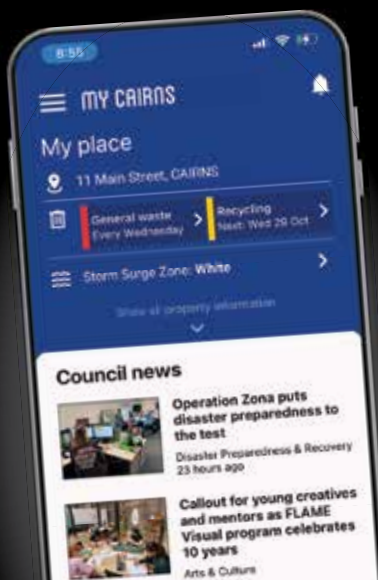 8:55
MY CAIRNS
My place
11 Main Street, CAIRNS
General waste
Every Wednesday
Recycling
Next: Wed 29 Oct
Storm Surge Zone: White
Show all property information
Council news
Operation Zona puts
disaster preparedness to
the test
Disaster Preparedness & Recovery
23 hours ago
Callout for young creatives
and mentors as FLAME
Visual program celebrates
10 years
Arts & Culture